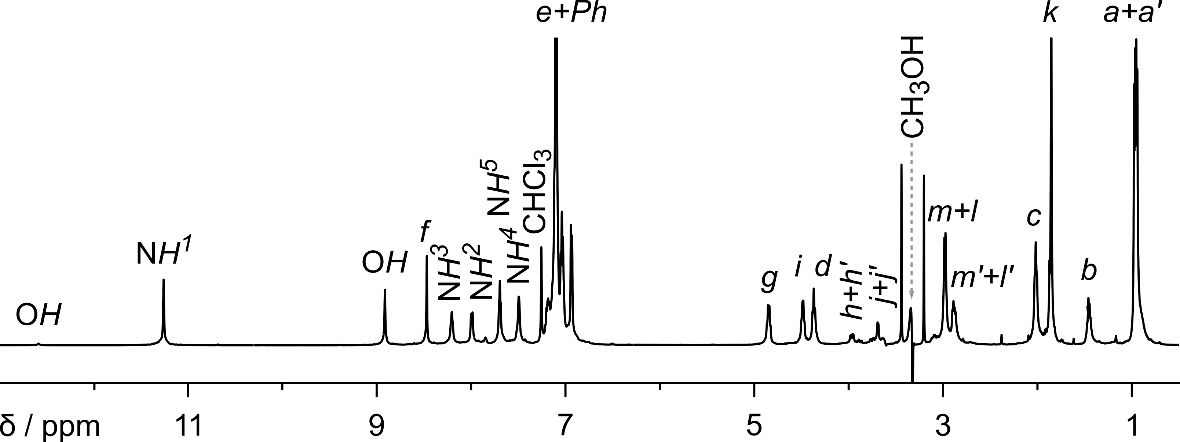 e+Ph
k
a+a'
CH₃OH
NH⁵
CHCl₃
m+l
c
NH¹
OH
f
NH³
NH²
NH⁴
g
i
d
h+h'
j+j'
m'+l'
b
OH
δ / ppm
11
9
7
5
3
1